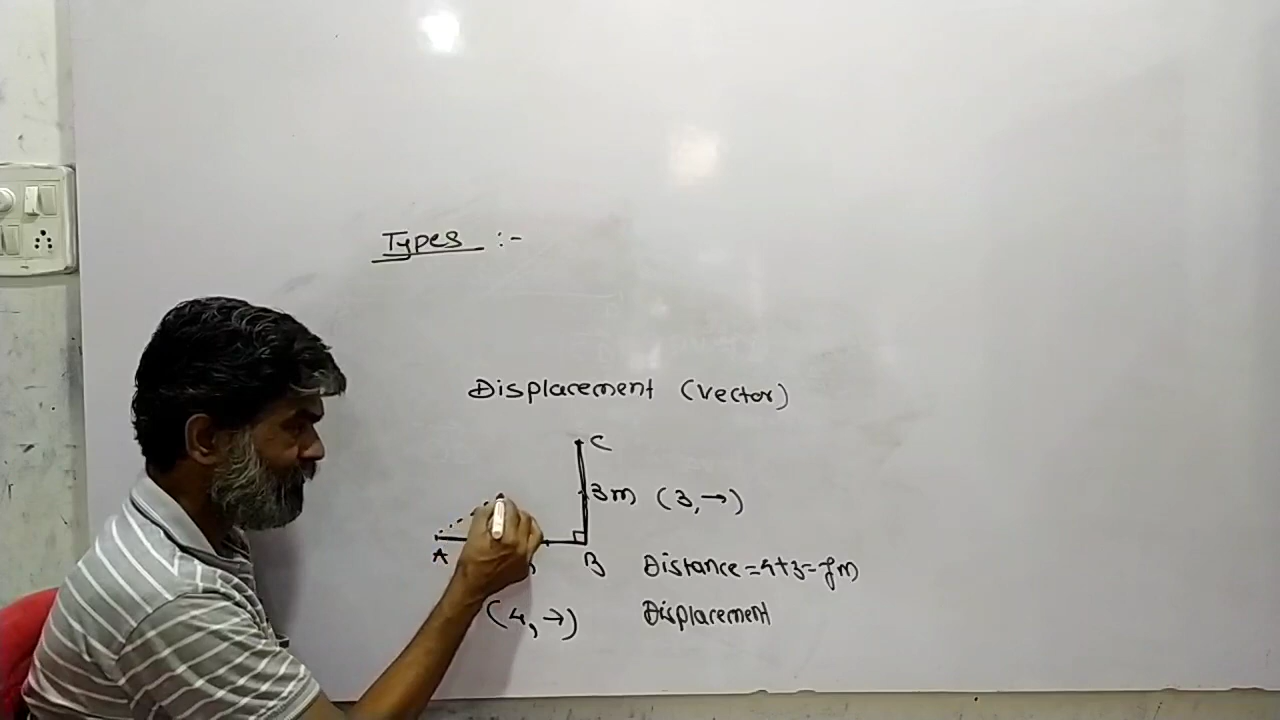 Types :-
Displacement (vector)
C
3m (3, →)
A
B
Distance = 4+3 = 7m
(4, →)
Displacement